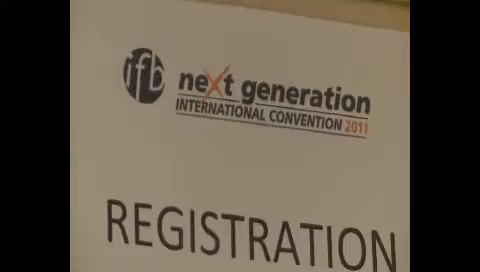 ifb
next generation
INTERNATIONAL CONVENTION 2011
REGISTRATION